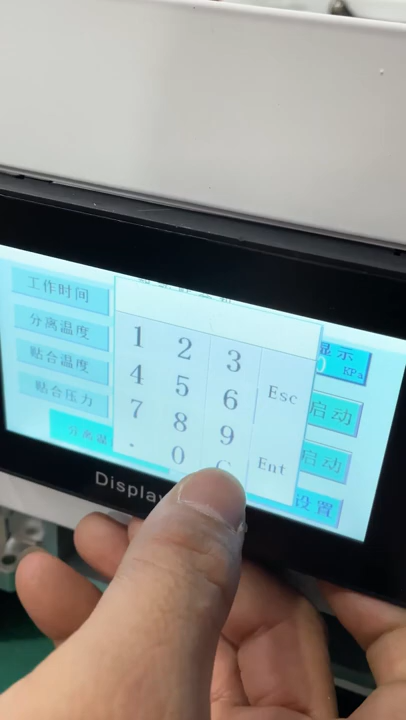 工作时间
分离温度
贴合温度
贴合压力
显示
0 KPa
启动
启动
设置
1 2 3
4 5 6 Esc
7 8 9
. 0 C Ent
Display